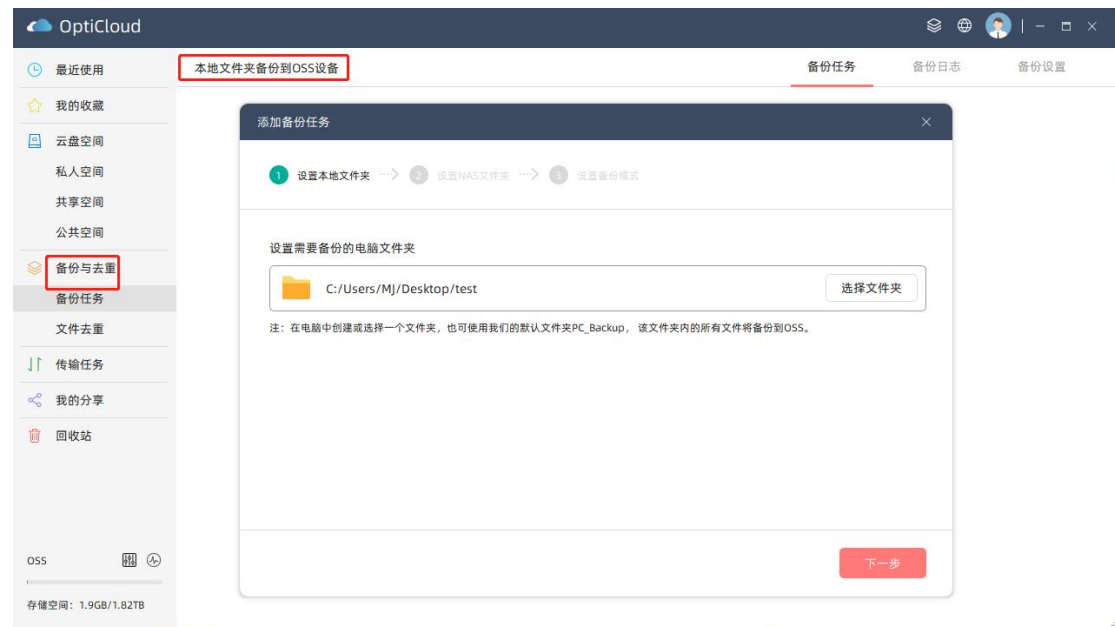 OptiCloud
最近使用
我的收藏
云盘空间
私人空间
共享空间
公共空间
备份与去重
备份任务
文件去重
传输任务
我的分享
回收站
OSS
存储空间：1.9GB/1.82TB
本地文件夹备份到OSS设备
备份任务 备份日志 备份设置
添加备份任务
1 设置本地文件夹 2 设置NAS文件夹 3 设置备份模式
设置需要备份的电脑文件夹
C:/Users/MJ/Desktop/test 选择文件夹
注：在电脑中创建或选择一个文件夹，也可使用我们的默认文件夹PC_Backup，该文件夹内的所有文件将备份到OSS。
下一步